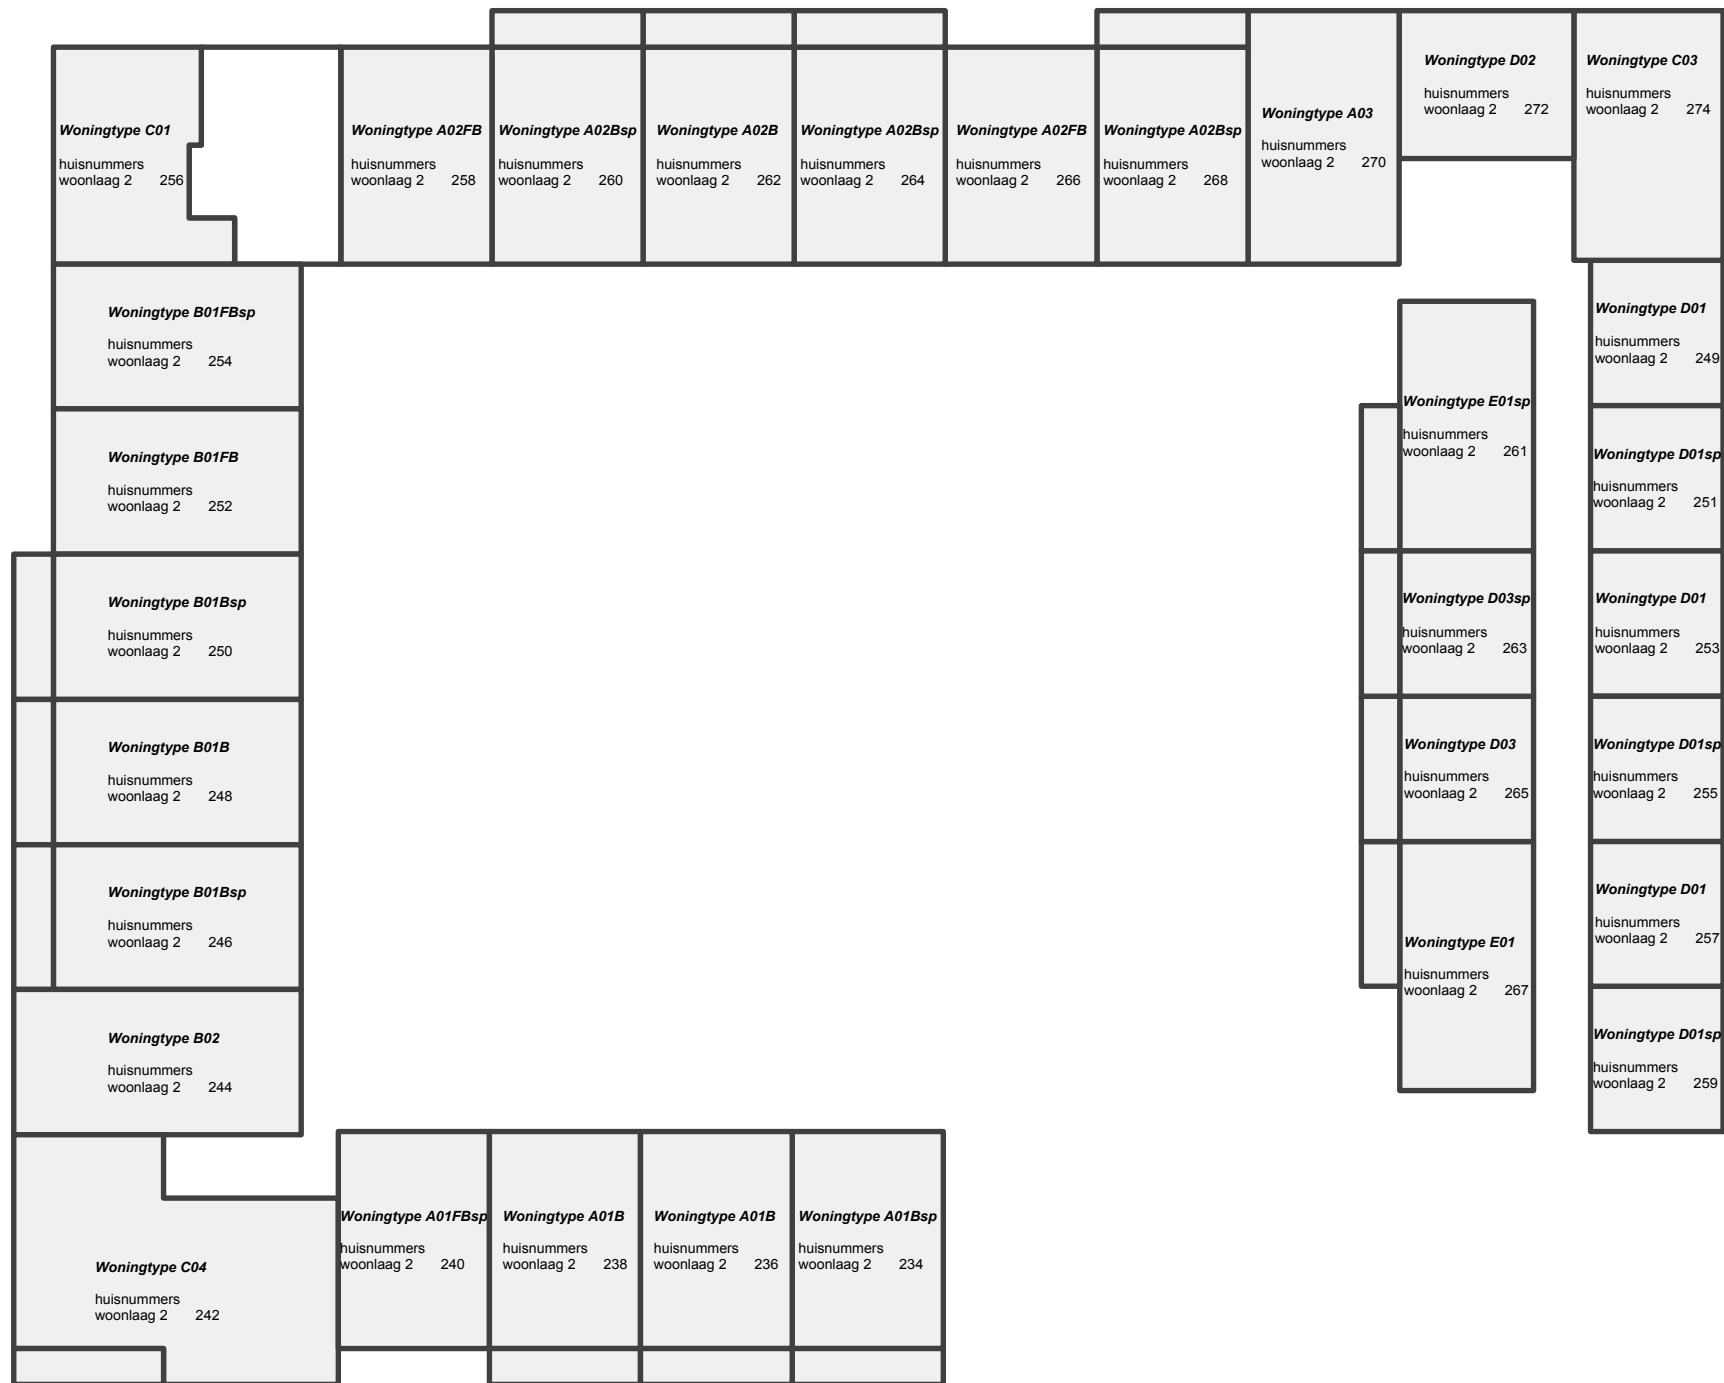 Woningtype C01
huisnummers
woonlaag 2 256
Woningtype A02FB
huisnummers
woonlaag 2 258
Woningtype A02Bsp
huisnummers
woonlaag 2 260
Woningtype A02B
huisnummers
woonlaag 2 262
Woningtype A02Bsp
huisnummers
woonlaag 2 264
Woningtype A02FB
huisnummers
woonlaag 2 266
Woningtype A02Bsp
huisnummers
woonlaag 2 268
Woningtype A03
huisnummers
woonlaag 2 270
Woningtype D02
huisnummers
woonlaag 2 272
Woningtype C03
huisnummers
woonlaag 2 274
Woningtype B01FBsp
huisnummers
woonlaag 2 254
Woningtype B01FB
huisnummers
woonlaag 2 252
Woningtype B01Bsp
huisnummers
woonlaag 2 250
Woningtype B01B
huisnummers
woonlaag 2 248
Woningtype B01Bsp
huisnummers
woonlaag 2 246
Woningtype B02
huisnummers
woonlaag 2 244
Woningtype C04
huisnummers
woonlaag 2 242
Woningtype A01FBsp
huisnummers
woonlaag 2 240
Woningtype A01B
huisnummers
woonlaag 2 238
Woningtype A01B
huisnummers
woonlaag 2 236
Woningtype A01Bsp
huisnummers
woonlaag 2 234
Woningtype E01sp
huisnummers
woonlaag 2 261
Woningtype D03sp
huisnummers
woonlaag 2 263
Woningtype D03
huisnummers
woonlaag 2 265
Woningtype E01
huisnummers
woonlaag 2 267
Woningtype D01
huisnummers
woonlaag 2 249
Woningtype D01sp
huisnummers
woonlaag 2 251
Woningtype D01
huisnummers
woonlaag 2 253
Woningtype D01sp
huisnummers
woonlaag 2 255
Woningtype D01
huisnummers
woonlaag 2 257
Woningtype D01sp
huisnummers
woonlaag 2 259